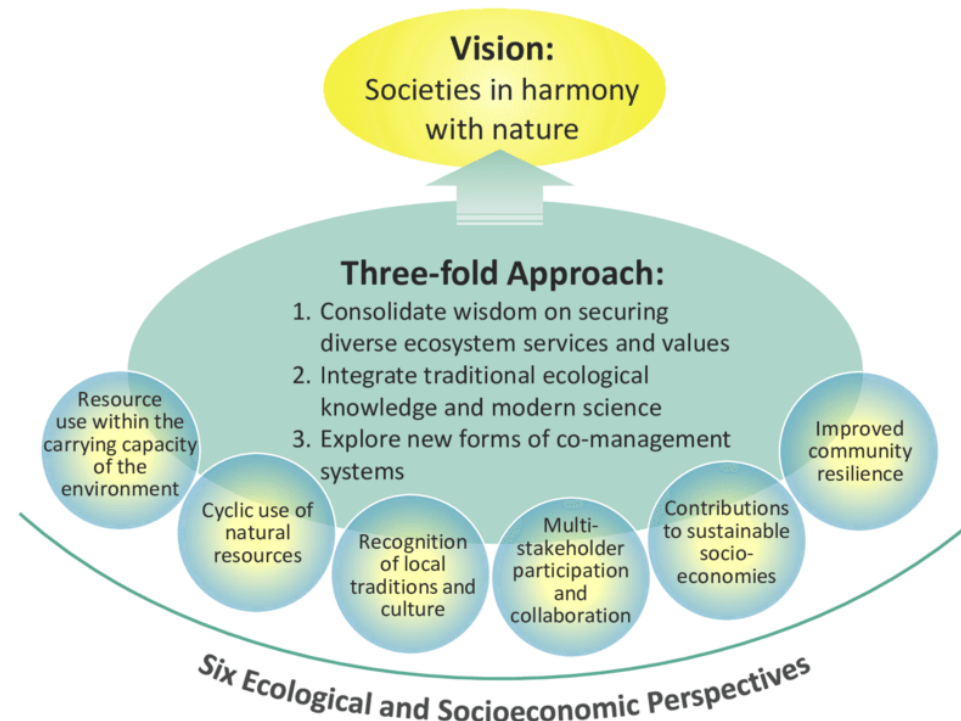 Vision:
Societies in harmony
with nature
Three-fold Approach:
1. Consolidate wisdom on securing
diverse ecosystem services and values
2. Integrate traditional ecological
knowledge and modern science
3. Explore new forms of co-management
systems
Resource
use within the
carrying capacity
of the
environment
Cyclic use of
natural
resources
Recognition
of local
traditions and
culture
Multi-
stakeholder
participation
and
collaboration
Contributions
to sustainable
socio-
economies
Improved
community
resilience
Six Ecological and Socioeconomic Perspectives